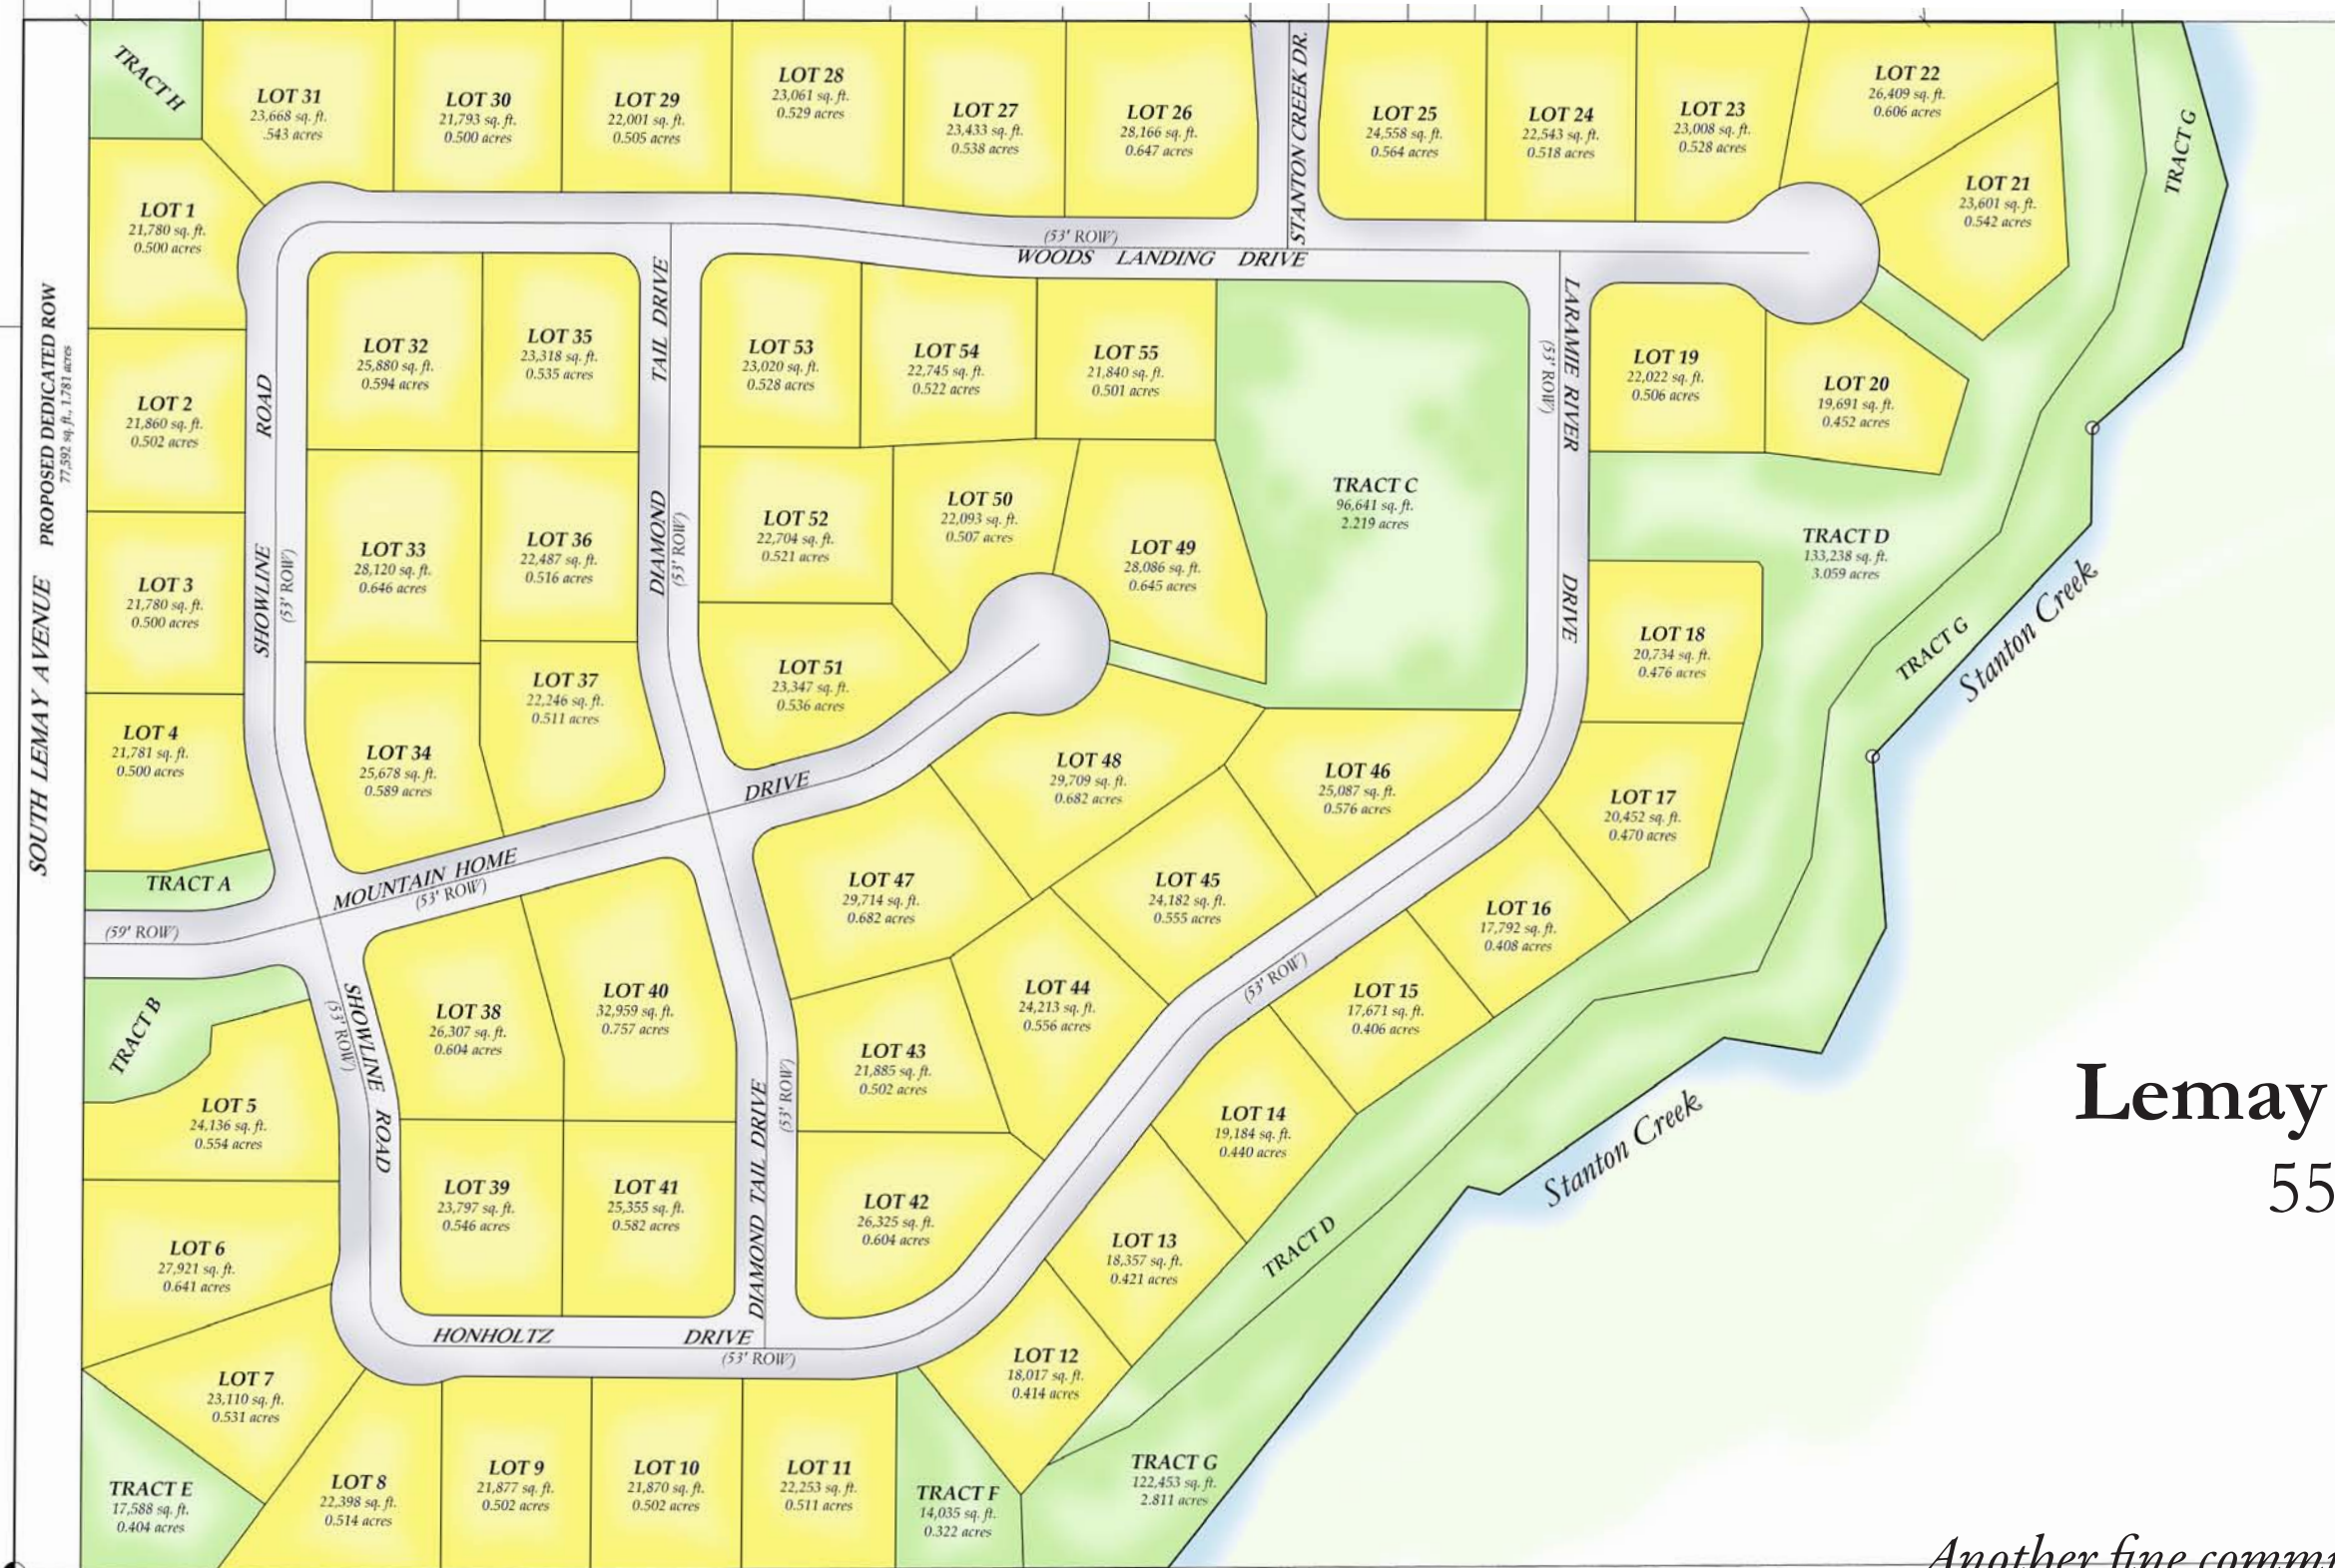 TRACT H
LOT 31
23,668 sq. ft.
.543 acres
LOT 30
21,793 sq. ft.
0.500 acres
LOT 29
22,001 sq. ft.
0.505 acres
LOT 28
23,061 sq. ft.
0.529 acres
LOT 27
23,433 sq. ft.
0.538 acres
LOT 26
28,166 sq. ft.
0.647 acres
STANTON CREEK DR.
LOT 25
24,558 sq. ft.
0.564 acres
LOT 24
22,543 sq. ft.
0.518 acres
LOT 23
23,008 sq. ft.
0.528 acres
LOT 22
26,409 sq. ft.
0.606 acres
LOT 21
23,601 sq. ft.
0.542 acres
TRACT G
LOT 1
21,780 sq. ft.
0.500 acres
(53' ROW)
WOODS LANDING DRIVE
SOUTH LEMAY AVENUE PROPOSED DEDICATED ROW
77,592 sq. ft., 1.781 acres
LOT 2
21,860 sq. ft.
0.502 acres
SHOWLINE ROAD
(53' ROW)
LOT 32
25,880 sq. ft.
0.594 acres
LOT 35
23,318 sq. ft.
0.535 acres
DIAMOND TAIL DRIVE
(53' ROW)
LOT 53
23,020 sq. ft.
0.528 acres
LOT 54
22,745 sq. ft.
0.522 acres
LOT 55
21,840 sq. ft.
0.501 acres
LARAMIE RIVER DRIVE
(53' ROW)
LOT 19
22,022 sq. ft.
0.506 acres
LOT 20
19,691 sq. ft.
0.452 acres
LOT 3
21,780 sq. ft.
0.500 acres
LOT 33
28,120 sq. ft.
0.646 acres
LOT 36
22,487 sq. ft.
0.516 acres
LOT 52
22,704 sq. ft.
0.521 acres
LOT 50
22,093 sq. ft.
0.507 acres
LOT 49
28,086 sq. ft.
0.645 acres
TRACT C
96,641 sq. ft.
2.219 acres
TRACT D
133,238 sq. ft.
3.059 acres
LOT 18
20,734 sq. ft.
0.476 acres
TRACT G
Stanton Creek
LOT 4
21,781 sq. ft.
0.500 acres
LOT 34
25,678 sq. ft.
0.589 acres
LOT 37
22,246 sq. ft.
0.511 acres
LOT 51
23,347 sq. ft.
0.536 acres
LOT 48
29,709 sq. ft.
0.682 acres
LOT 46
25,087 sq. ft.
0.576 acres
LOT 17
20,452 sq. ft.
0.470 acres
TRACT A
MOUNTAIN HOME DRIVE
(53' ROW)
(59' ROW)
LOT 47
29,714 sq. ft.
0.682 acres
LOT 45
24,182 sq. ft.
0.555 acres
LOT 16
17,792 sq. ft.
0.408 acres
TRACT B
SHOWLINE ROAD
(53' ROW)
LOT 38
26,307 sq. ft.
0.604 acres
LOT 40
32,959 sq. ft.
0.757 acres
LOT 43
21,885 sq. ft.
0.502 acres
LOT 44
24,213 sq. ft.
0.556 acres
(53' ROW)
LOT 15
17,671 sq. ft.
0.406 acres
LOT 5
24,136 sq. ft.
0.554 acres
LOT 14
19,184 sq. ft.
0.440 acres
Stanton Creek
Lemay
55
LOT 6
27,921 sq. ft.
0.641 acres
LOT 39
23,797 sq. ft.
0.546 acres
LOT 41
25,355 sq. ft.
0.582 acres
DIAMOND TAIL DRIVE
(53' ROW)
LOT 42
26,325 sq. ft.
0.604 acres
LOT 13
18,357 sq. ft.
0.421 acres
TRACT D
HONHOLTZ DRIVE
(53' ROW)
LOT 7
23,110 sq. ft.
0.531 acres
LOT 12
18,017 sq. ft.
0.414 acres
TRACT E
17,588 sq. ft.
0.404 acres
LOT 8
22,398 sq. ft.
0.514 acres
LOT 9
21,877 sq. ft.
0.502 acres
LOT 10
21,870 sq. ft.
0.502 acres
LOT 11
22,253 sq. ft.
0.511 acres
TRACT F
14,035 sq. ft.
0.322 acres
TRACT G
122,453 sq. ft.
2.811 acres
Another fine